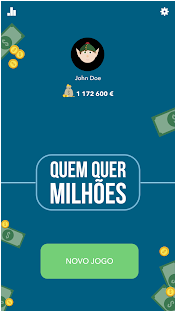 John Doe
1 172 600 €
QUEM QUER
MILHÕES
NOVO JOGO